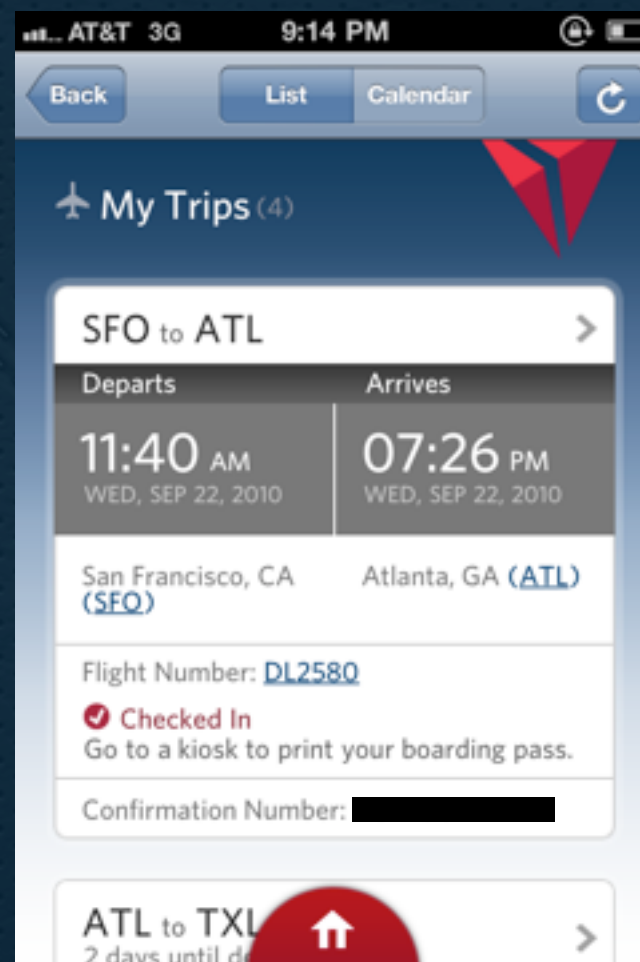 AT&T 3G 9:14 PM
Back List Calendar
My Trips (4)
SFO to ATL
Departs Arrives
11:40 AM 07:26 PM
WED, SEP 22, 2010 WED, SEP 22, 2010
San Francisco, CA Atlanta, GA (ATL)
(SFO)
Flight Number: DL2580
Checked In
Go to a kiosk to print your boarding pass.
Confirmation Number:
ATL to TXL
2 days until